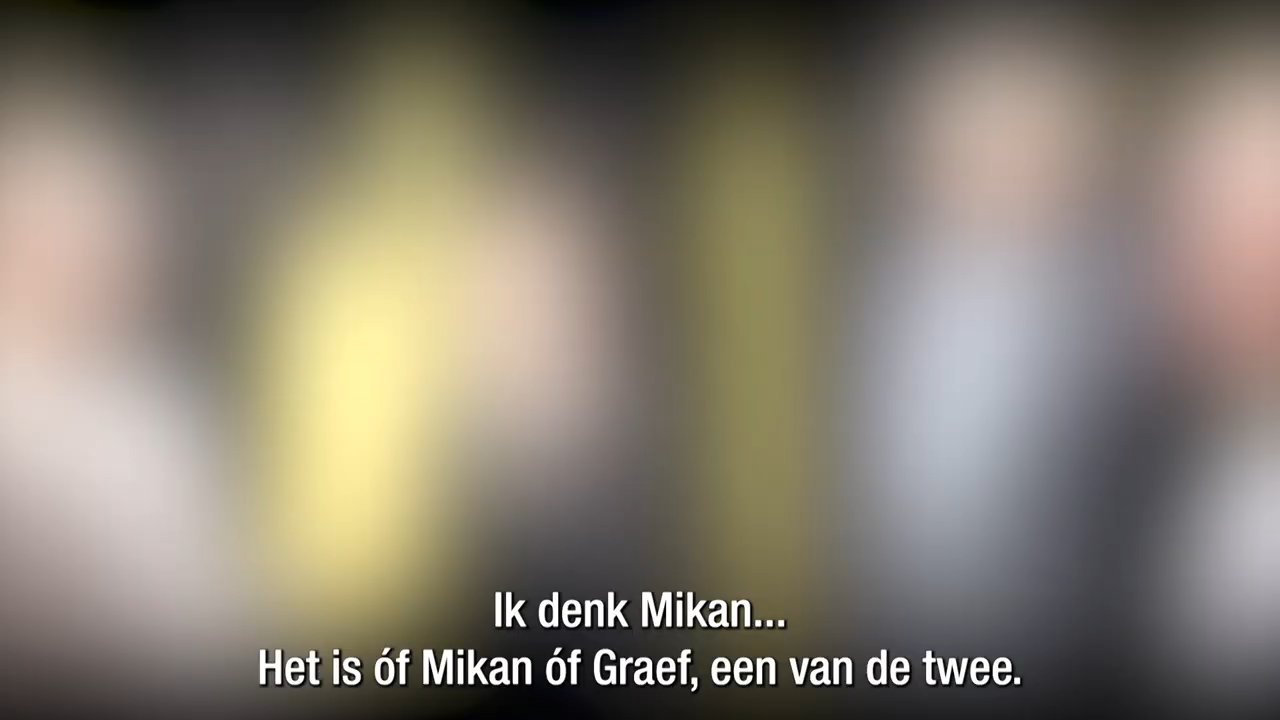 Ik denk Mikan...
Het is óf Mikan óf Graef, een van de twee.